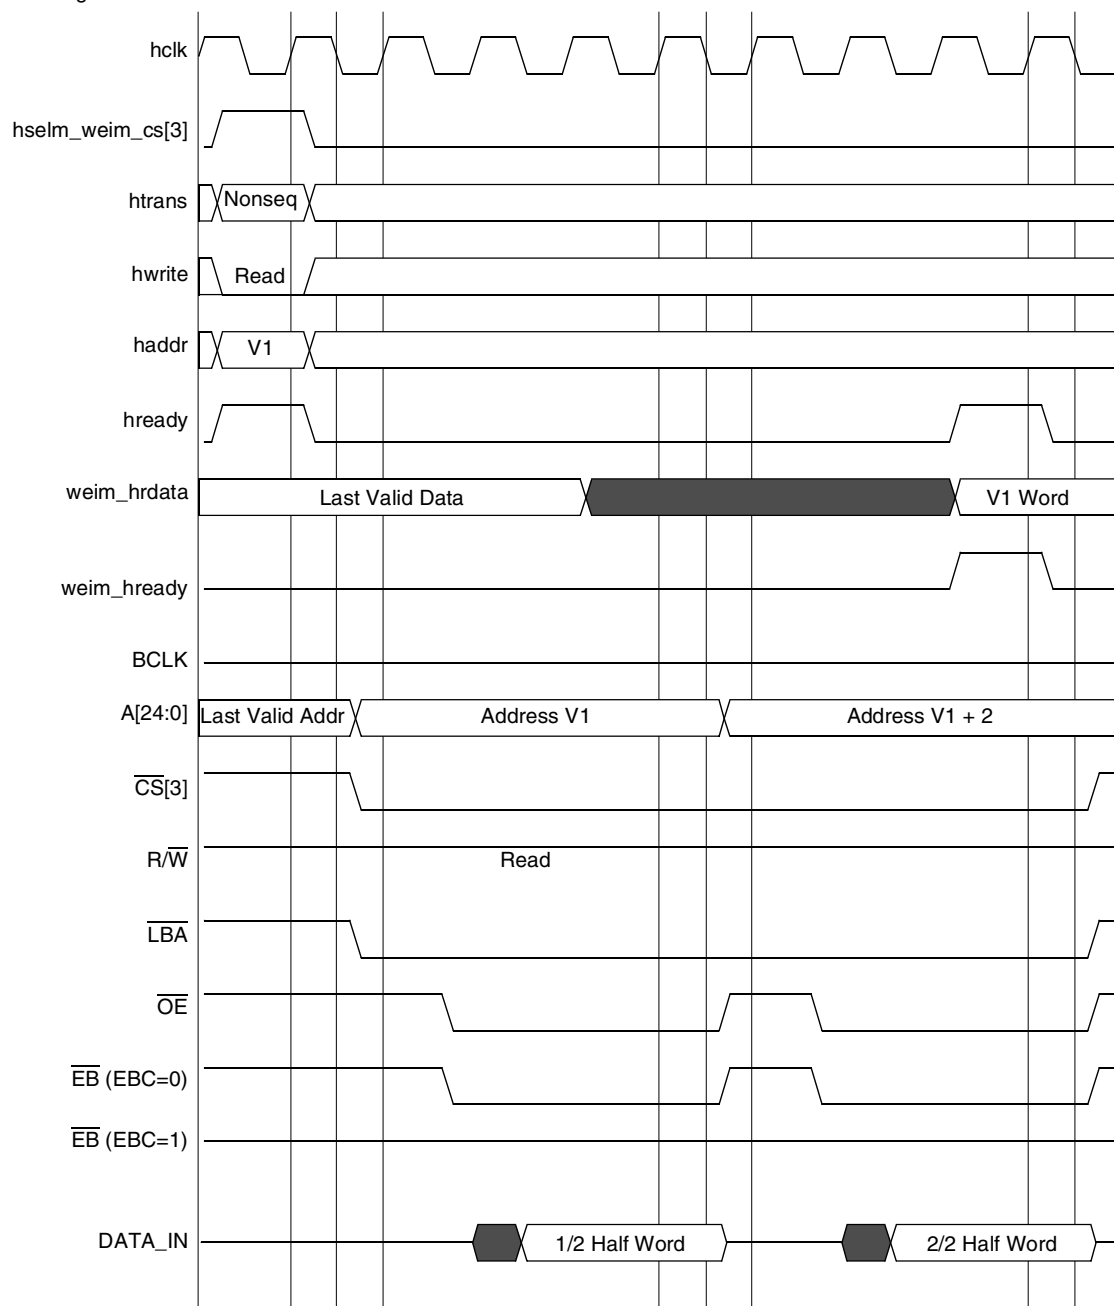 hclk
hselm_weim_cs[3]
htrans Nonseq
hwrite Read
haddr V1
hready
weim_hrdata Last Valid Data V1 Word
weim_hready
BCLK
A[24:0] Last Valid Addr Address V1 Address V1 + 2
CS[3]
R/W Read
LBA
OE
EB (EBC=0)
EB (EBC=1)
DATA_IN 1/2 Half Word 2/2 Half Word